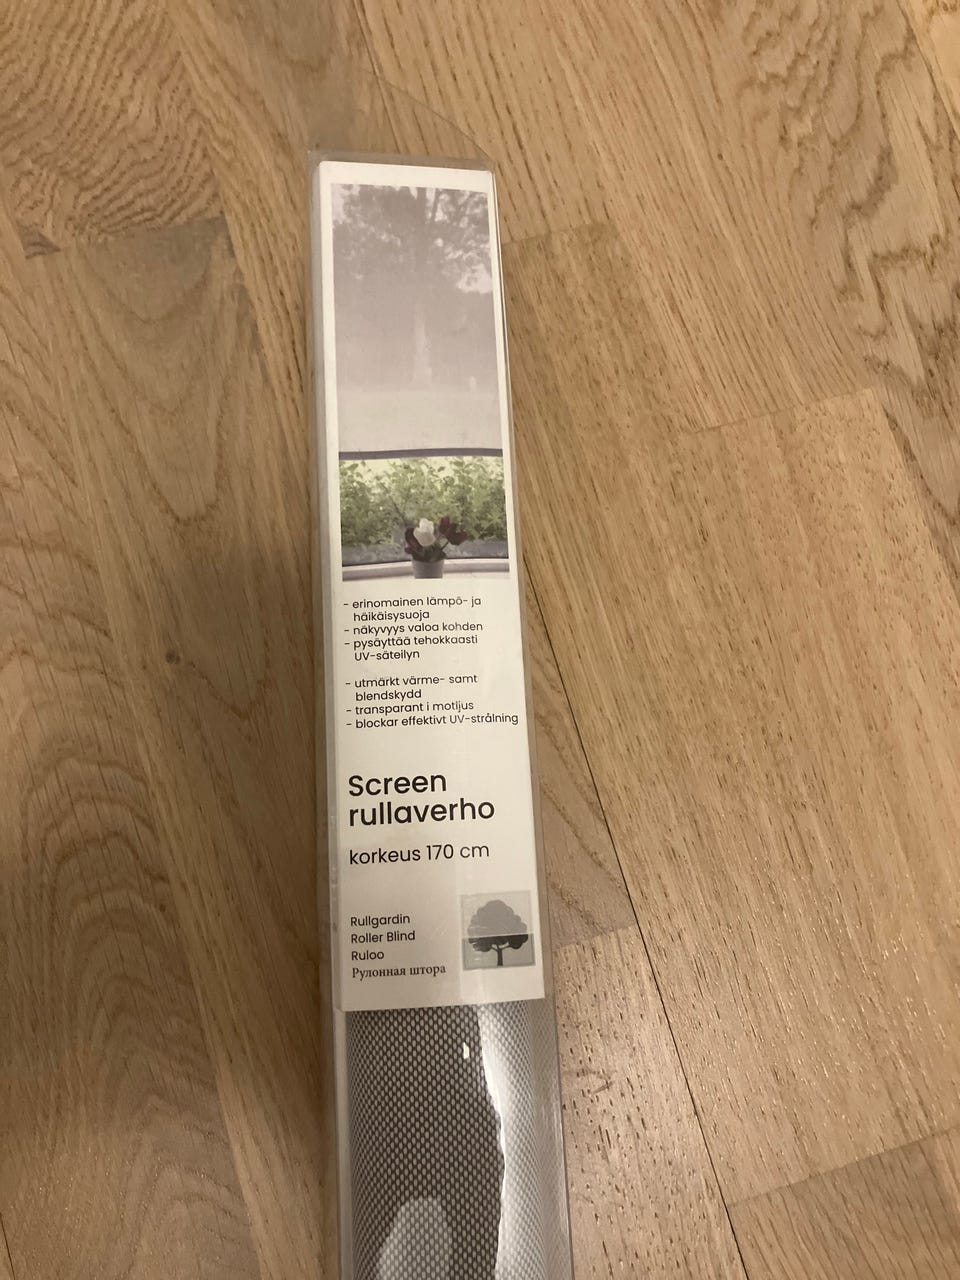 - erinomainen lämpö- ja
häikäisysuoja
- näkyvyys valoa kohden
- pysäyttää tehokkaasti
UV-säteilyn
- utmärkt värme- samt
blendskydd
- transparant i motljus
- blockar effektivt UV-strålning
Screen
rullaverho
korkeus 170 cm
Rullgardin
Roller Blind
Ruloo
Рулонная штора